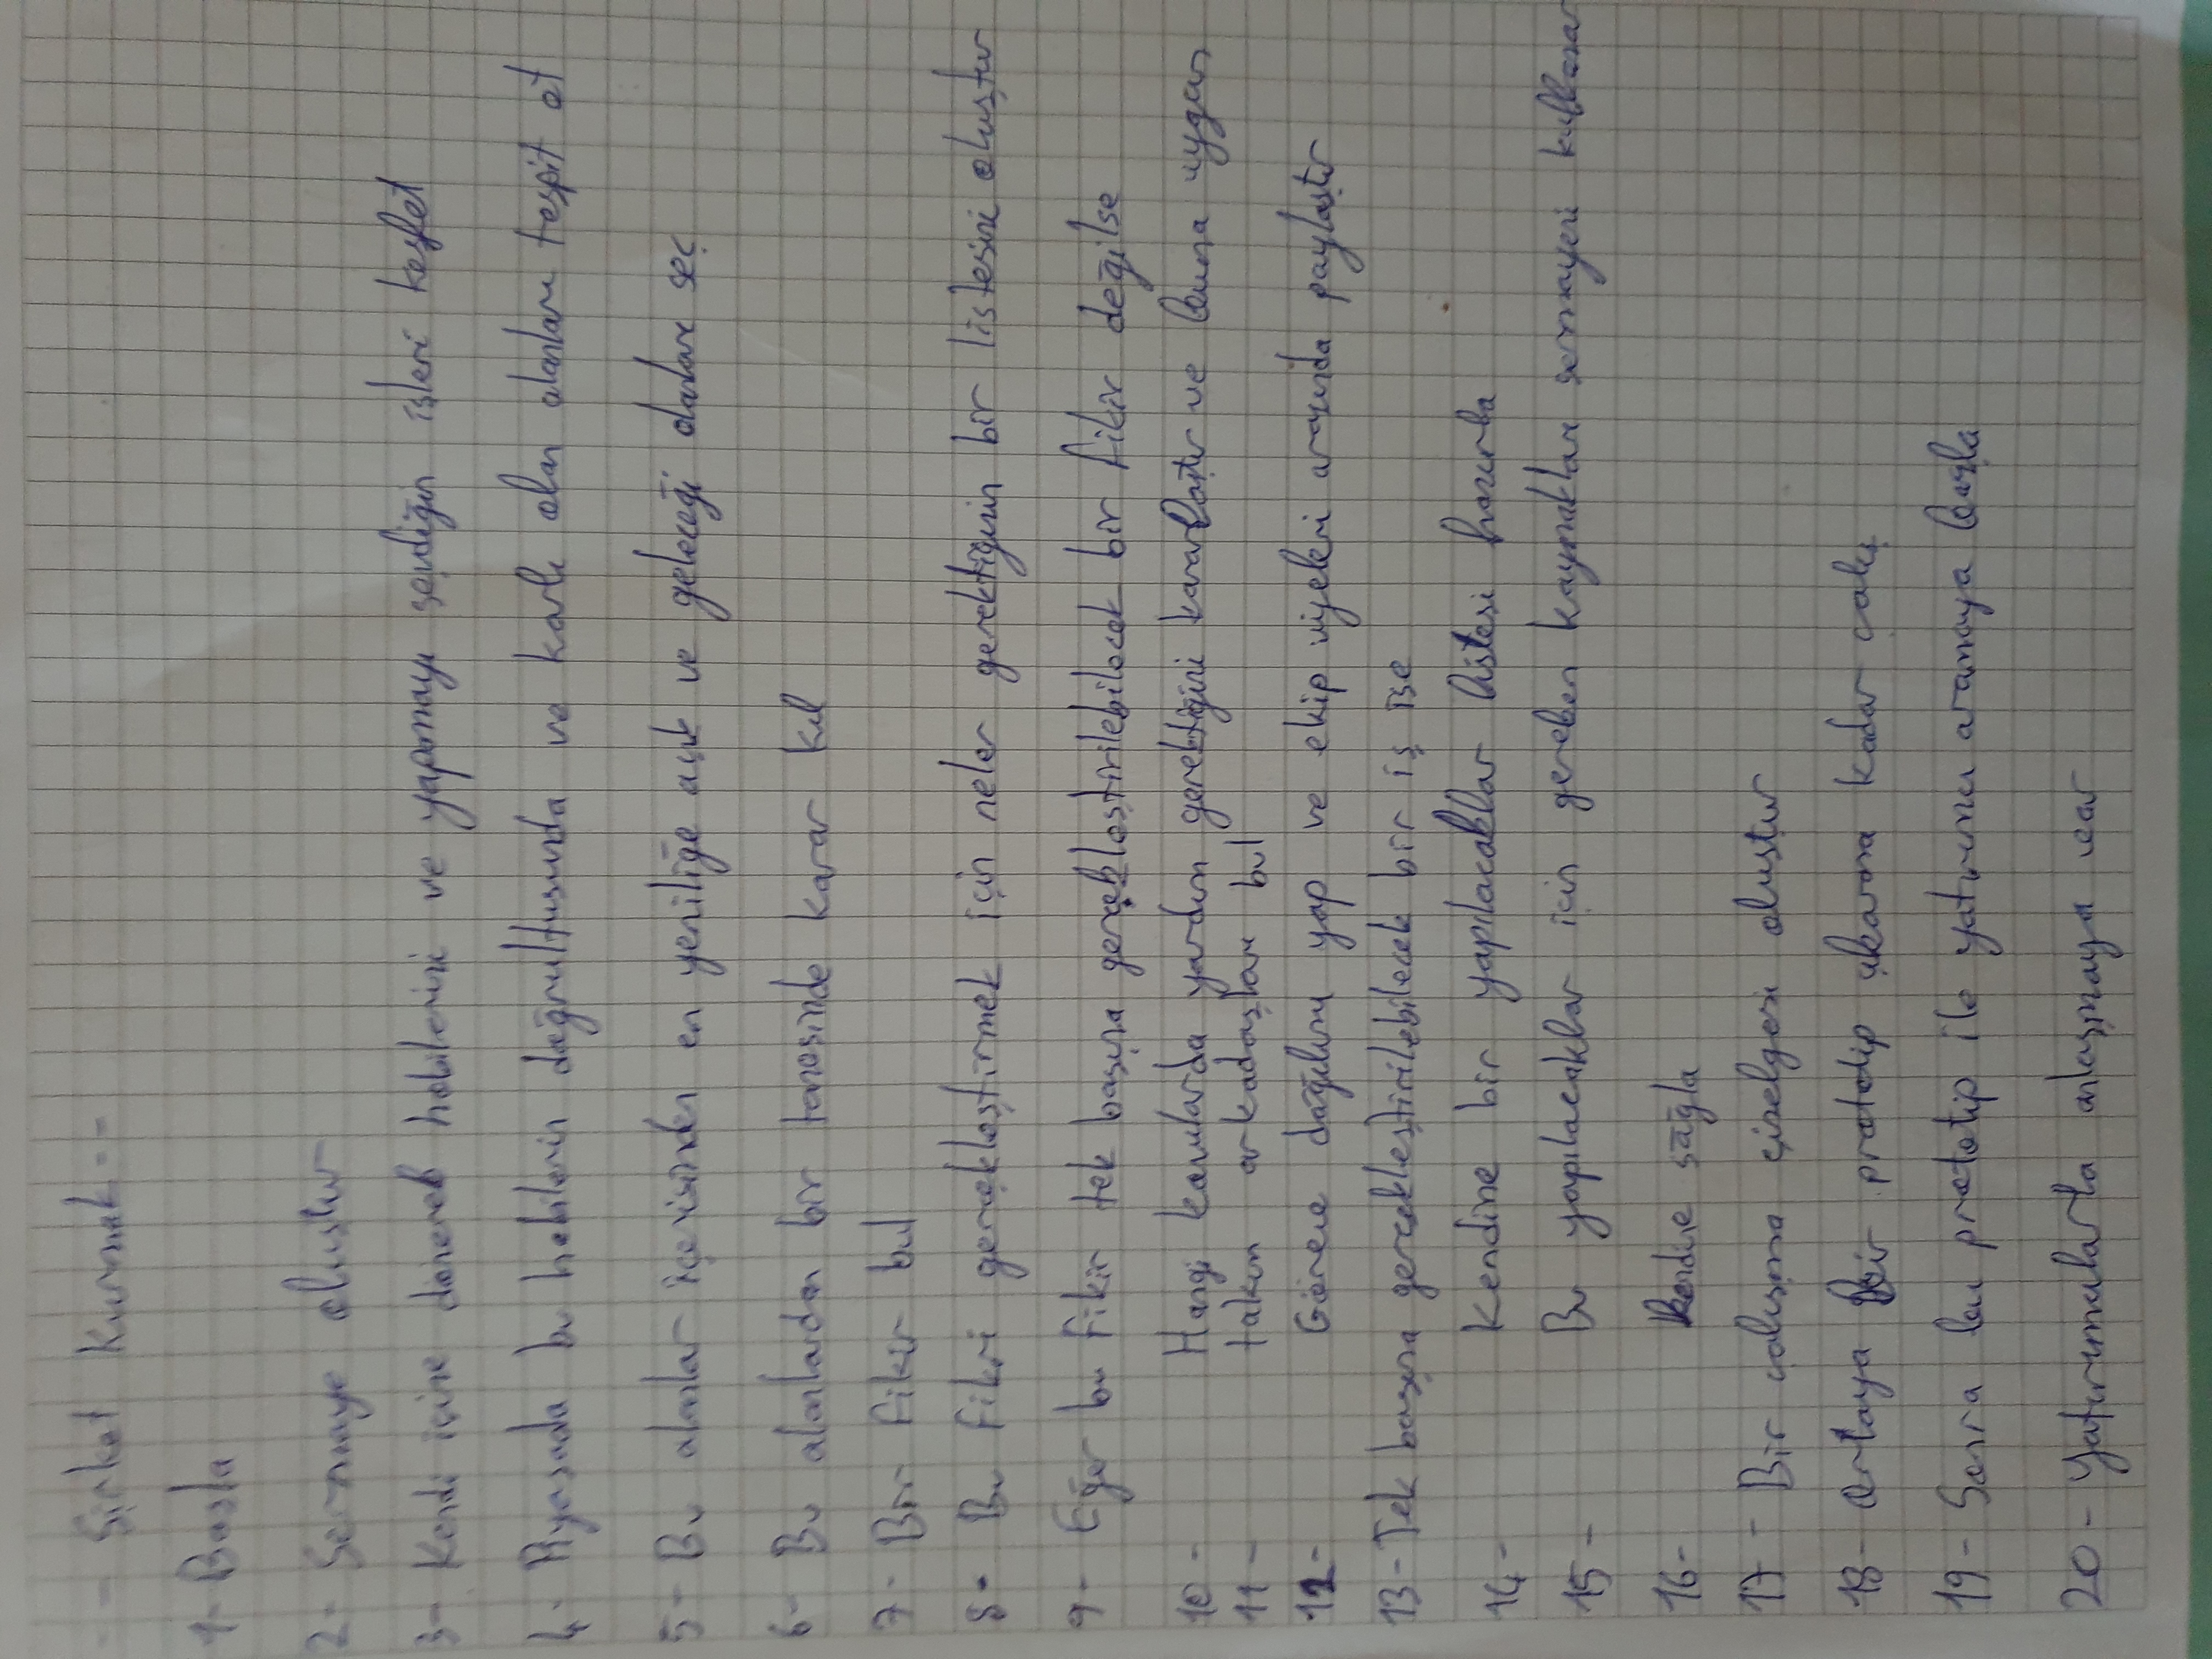 -- Şirket Kurmak --
1- Başla
2- Sermaye oluştur
3- Kendi içine dönerek hobilerini ve yapmayı sevdiğin işleri keşfet
4- Piyasada bu hobilerin doğrultusunda ve karlı olan alanları tespit et
5- Bu alanlar içerisinden en yeniliğe açık ve geleceği olanları seç
6- Bu alanlardan bir tanesinde karar kıl
7- Bir fikir bul
8- Bu fikri gerçekleştirmek için neler gerektiğinin bir listesini oluştur
9- Eğer bu fikir tek başına gerçekleştirilebilecek bir fikir değilse
10- Hangi konularda yardım gerektiğini kararlaştır ve buna uygun
11- takım arkadaşları bul
12- Görev dağılımı yap ve ekip üyeleri arasında paylaştır
13- Tek başına gerçekleştirilebilecek bir iş ise
14- Kendine bir yapılacaklar listesi hazırla
15- Bu yapılacaklar için gereken kaynakları sermayeni kullanar
16- Kendine sağla
17- Bir çalışma çizelgesi oluştur
18- Ortaya bir prototip çıkarana kadar çalış
19- Sonra bu prototip ile yatırımcı aramaya başla
20- Yatırımcılarla anlaşmaya var